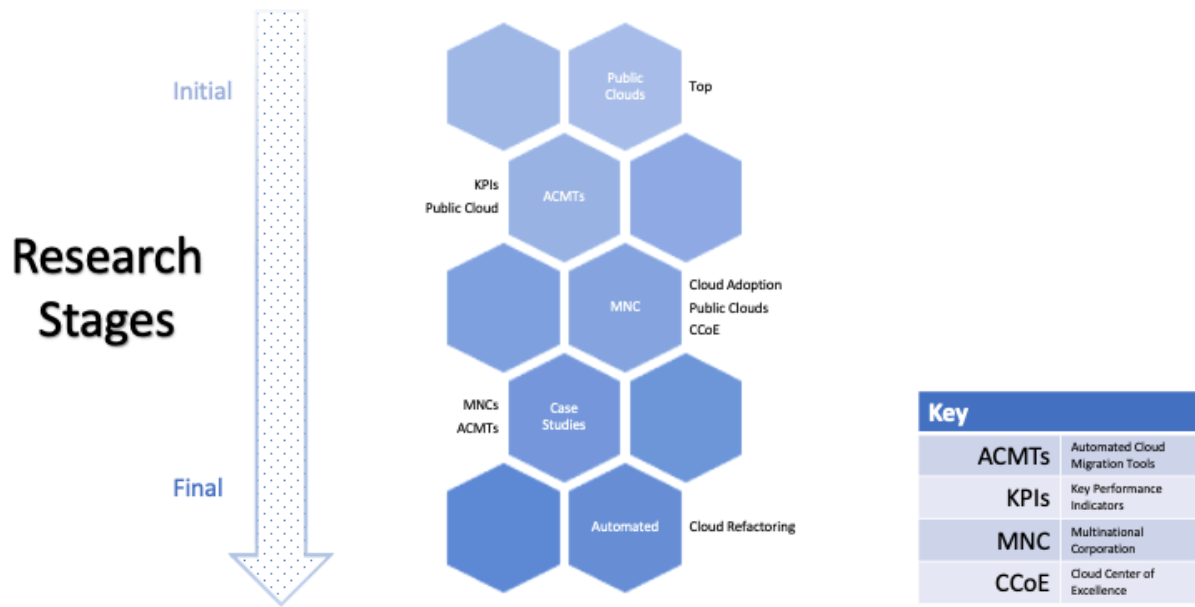 Initial
Research
Stages
Final
Public
Clouds
Top
KPIs
Public Cloud
ACMTs
MNC
Cloud Adoption
Public Clouds
CCoE
MNCs
ACMTs
Case
Studies
Automated
Cloud Refactoring
Key
ACMTs
Automated Cloud
Migration Tools
KPIs
Key Performance
Indicators
MNC
Multinational
Corporation
CCoE
Cloud Center of
Excellence